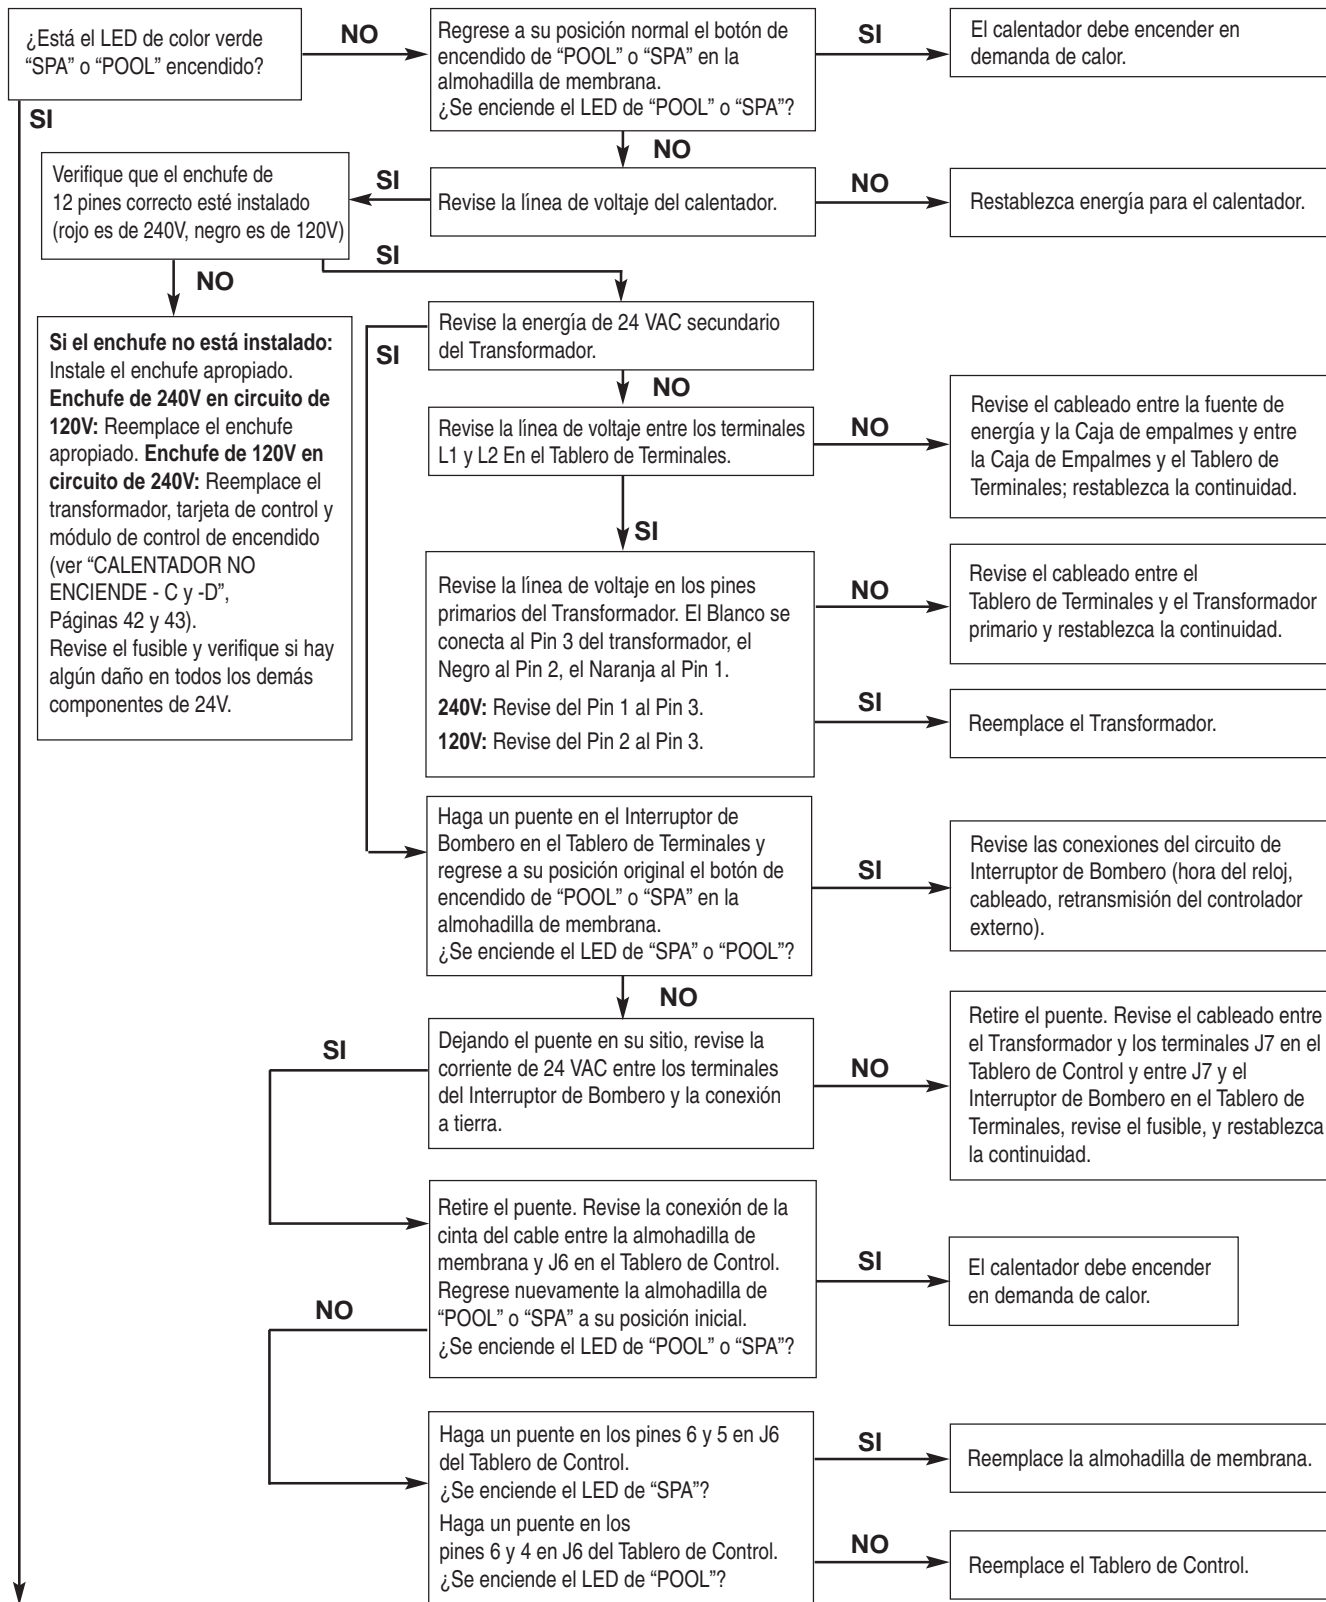 ¿Está el LED de color verde
“SPA” o “POOL” encendido?
NO
Regrese a su posición normal el botón de
encendido de “POOL” o “SPA” en la
almohadilla de membrana.
¿Se enciende el LED de “POOL” o “SPA”?
SI
El calentador debe encender en
demanda de calor.
SI
NO
Verifique que el enchufe de
12 pines correcto esté instalado
(rojo es de 240V, negro es de 120V)
SI
Revise la línea de voltaje del calentador.
NO
Restablezca energía para el calentador.
SI
NO
Si el enchufe no está instalado:
Instale el enchufe apropiado.
Enchufe de 240V en circuito de
120V: Reemplace el enchufe
apropiado. Enchufe de 120V en
circuito de 240V: Reemplace el
transformador, tarjeta de control y
módulo de control de encendido
(ver “CALENTADOR NO
ENCIENDE - C y -D”,
Páginas 42 y 43).
Revise el fusible y verifique si hay
algún daño en todos los demás
componentes de 24V.
SI
Revise la energía de 24 VAC secundario
del Transformador.
NO
Revise la línea de voltaje entre los terminales
L1 y L2 En el Tablero de Terminales.
NO
Revise el cableado entre la fuente de
energía y la Caja de empalmes y entre
la Caja de Empalmes y el Tablero de
Terminales; restablezca la continuidad.
SI
Revise la línea de voltaje en los pines
primarios del Transformador. El Blanco se
conecta al Pin 3 del transformador, el
Negro al Pin 2, el Naranja al Pin 1.
240V: Revise del Pin 1 al Pin 3.
120V: Revise del Pin 2 al Pin 3.
NO
Revise el cableado entre el
Tablero de Terminales y el Transformador
primario y restablezca la continuidad.
SI
Reemplace el Transformador.
Haga un puente en el Interruptor de
Bombero en el Tablero de Terminales y
regrese a su posición original el botón de
encendido de “POOL” o “SPA” en la
almohadilla de membrana.
¿Se enciende el LED de “SPA” o “POOL”?
SI
Revise las conexiones del circuito de
Interruptor de Bombero (hora del reloj,
cableado, retransmisión del controlador
externo).
NO
SI
Dejando el puente en su sitio, revise la
corriente de 24 VAC entre los terminales
del Interruptor de Bombero y la conexión
a tierra.
NO
Retire el puente. Revise el cableado entre
el Transformador y los terminales J7 en el
Tablero de Control y entre J7 y el
Interruptor de Bombero en el Tablero de
Terminales, revise el fusible, y restablezca
la continuidad.
Retire el puente. Revise la conexión de la
cinta del cable entre la almohadilla de
membrana y J6 en el Tablero de Control.
Regrese nuevamente la almohadilla de
“POOL” o “SPA” a su posición inicial.
¿Se enciende el LED de “POOL” o “SPA”?
SI
El calentador debe encender
en demanda de calor.
NO
Haga un puente en los pines 6 y 5 en J6
del Tablero de Control.
¿Se enciende el LED de “SPA”?
Haga un puente en los
pines 6 y 4 en J6 del Tablero de Control.
¿Se enciende el LED de “POOL”?
SI
Reemplace la almohadilla de membrana.
NO
Reemplace el Tablero de Control.